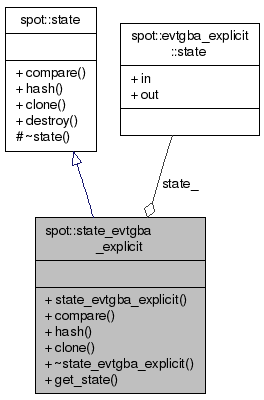 spot::state
+ compare()
+ hash()
+ clone()
+ destroy()
# ~state()
spot::evtgba_explicit
::state
+ in
+ out
state_
spot::state_evtgba
_explicit
+ state_evtgba_explicit()
+ compare()
+ hash()
+ clone()
+ ~state_evtgba_explicit()
+ get_state()